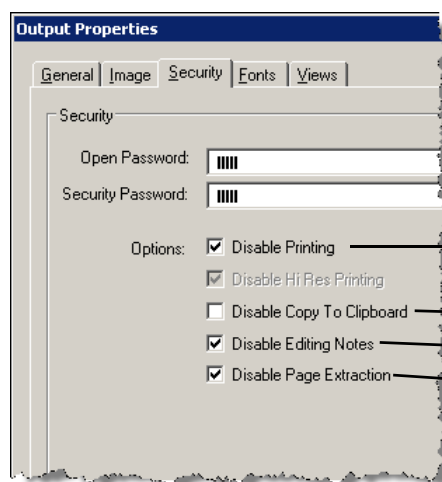 Output Properties
General Image Security Fonts Views
Security
Open Password:
Security Password:
Options: Disable Printing
Disable Hi Res Printing
Disable Copy To Clipboard
Disable Editing Notes
Disable Page Extraction